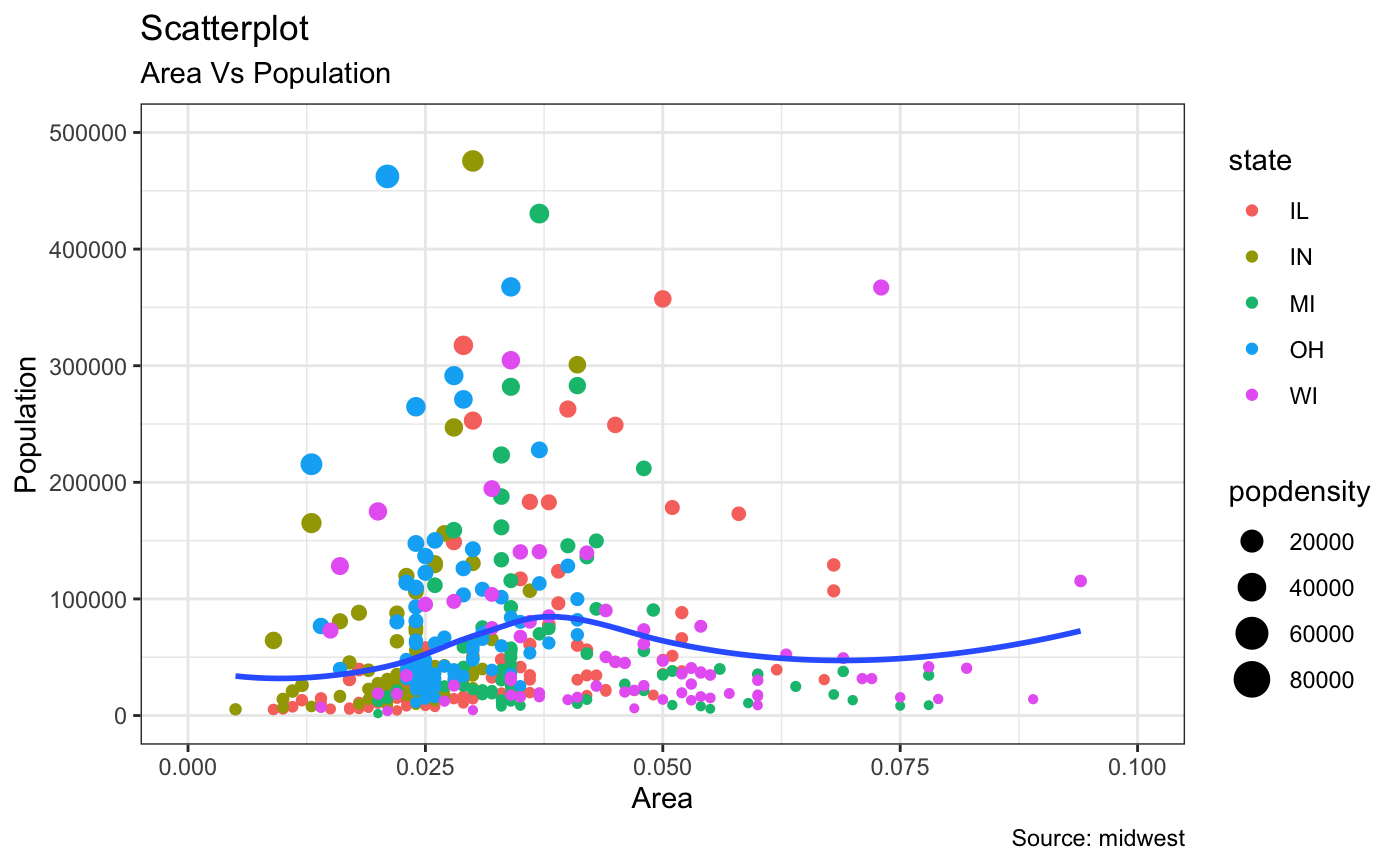 Scatterplot
Area Vs Population
500000
400000
300000
200000
100000
0
Population
0.000 0.025 0.050 0.075 0.100
Area
Source: midwest
state
IL
IN
MI
OH
WI
popdensity
20000
40000
60000
80000